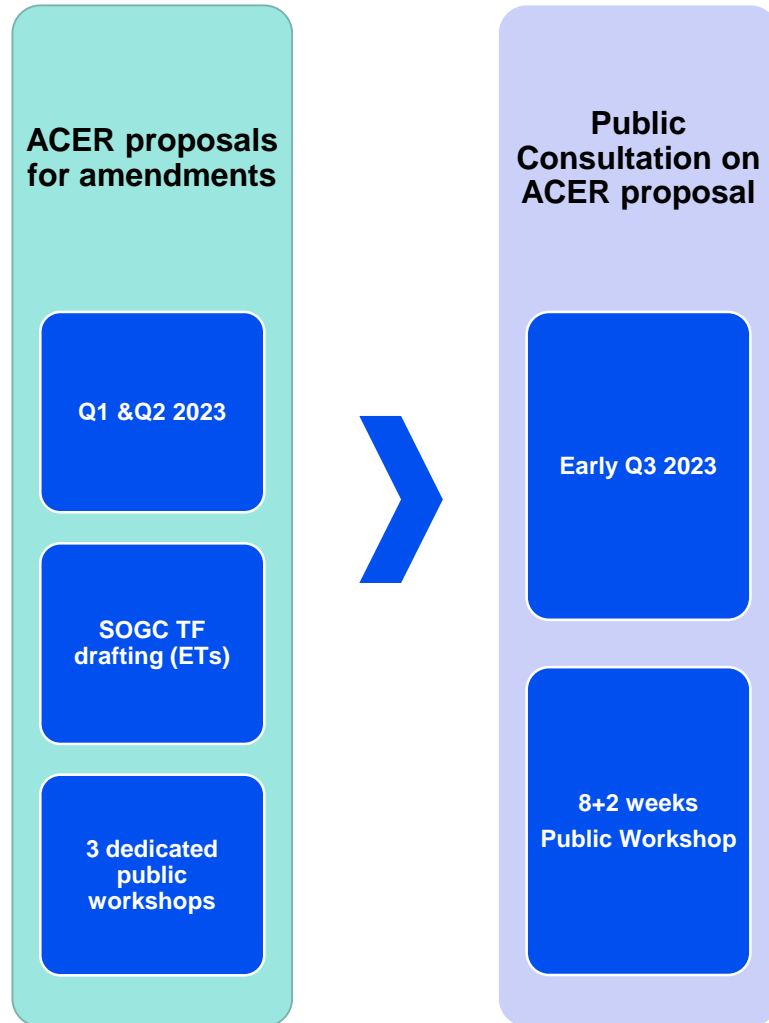 ACER proposals
for amendments
Q1 &Q2 2023
SOGC TF
drafting (ETs)
3 dedicated
public
workshops
Public
Consultation on
ACER proposal
Early Q3 2023
8+2 weeks
Public Workshop